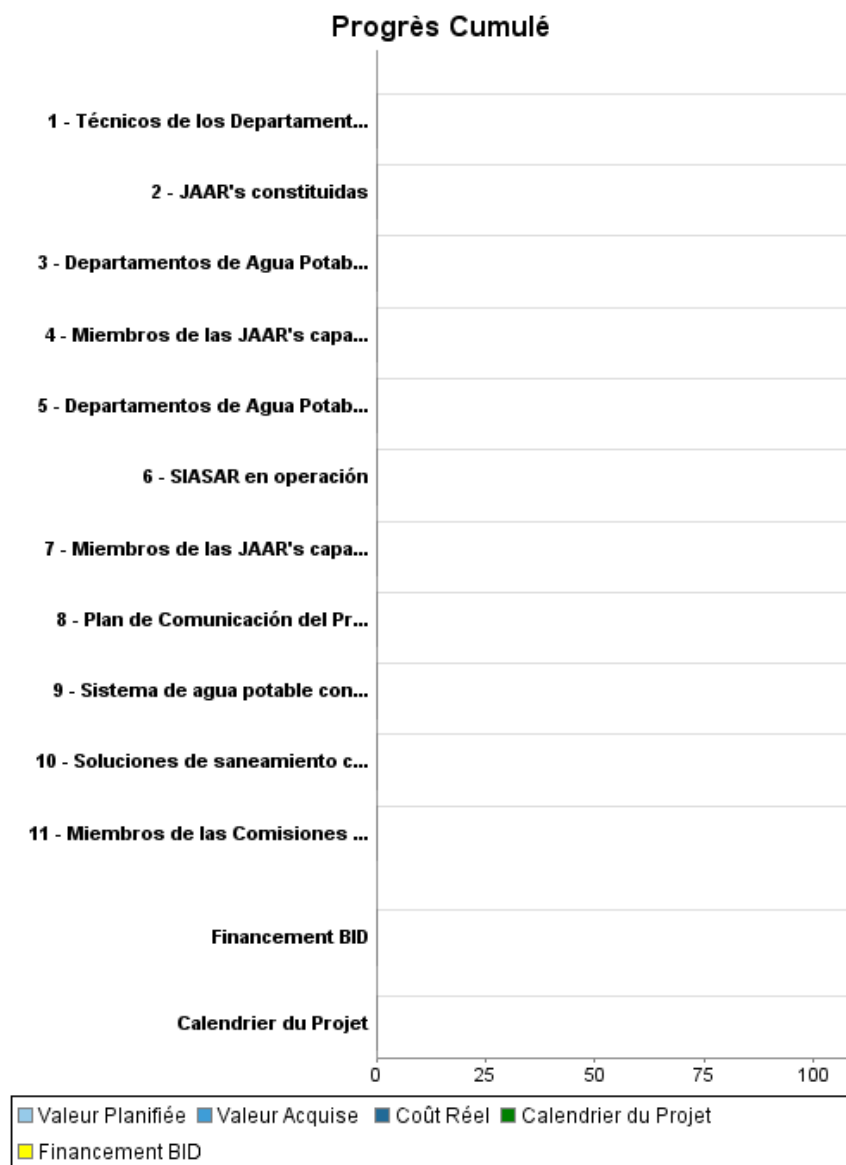 Progrès Cumulé
1 - Técnicos de los Department...
2 - JAAR's constituidas
3 - Departamentos de Agua Potab...
4 - Miembros de las JAAR's capa...
5 - Departamentos de Agua Potab...
6 - SIASAR en operación
7 - Miembros de las JAAR's capa...
8 - Plan de Comunicación del Pr...
9 - Sistema de agua potable con...
10 - Soluciones de saneamiento c...
11 - Miembros de las Comisiones ...
Financement BID
Calendrier du Projet
0 25 50 75 100
Valeur Planifiée Valeur Acquise Coût Réel Calendrier du Projet
Financement BID